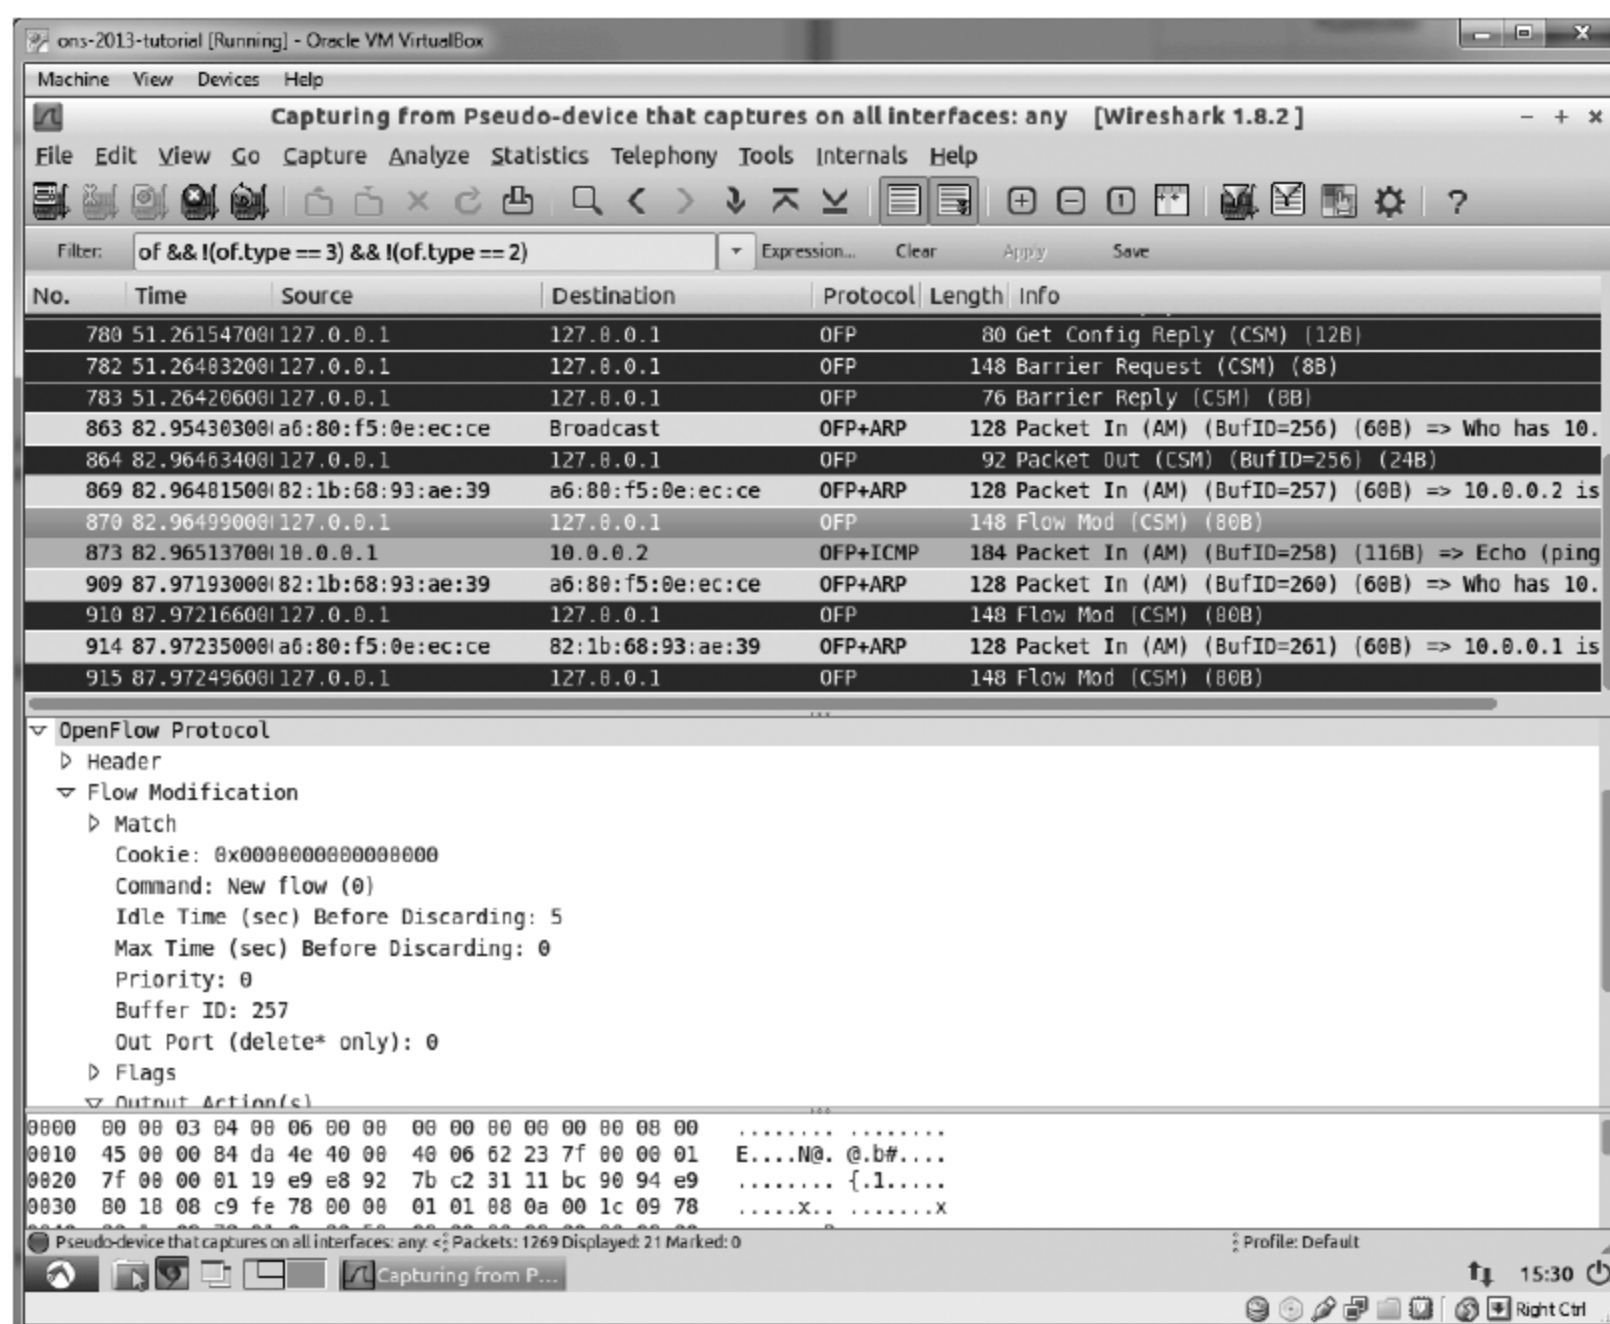 ons-2013-tutorial [Running] - Oracle VM VirtualBox
Machine View Devices Help
Capturing from Pseudo-device that captures on all interfaces: any [Wireshark 1.8.2 ]
File Edit View Go Capture Analyze Statistics Telephony Tools Internals Help
Filter: of && !(of.type == 3) && !(of.type == 2) Expression... Clear Apply Save
No. Time Source Destination Protocol Length Info
780 51.261547000 127.0.0.1 127.0.0.1 OFP 80 Get Config Reply (CSM) (12B)
782 51.264032000 127.0.0.1 127.0.0.1 OFP 148 Barrier Request (CSM) (8B)
783 51.264206000 127.0.0.1 127.0.0.1 OFP 76 Barrier Reply (CSM) (8B)
863 82.954303000 a6:80:f5:0e:ec:ce Broadcast OFP+ARP 128 Packet In (AM) (BufID=256) (60B) => Who has 10.
864 82.964634000 127.0.0.1 127.0.0.1 OFP 92 Packet Out (CSM) (BufID=256) (24B)
869 82.964815000 82:1b:68:93:ae:39 a6:80:f5:0e:ec:ce OFP+ARP 128 Packet In (AM) (BufID=257) (60B) => 10.0.0.2 is
870 82.964990000 127.0.0.1 127.0.0.1 OFP 148 Flow Mod (CSM) (80B)
873 82.965137000 10.0.0.1 10.0.0.2 OFP+ICMP 184 Packet In (AM) (BufID=258) (116B) => Echo (ping
909 87.971930000 82:1b:68:93:ae:39 a6:80:f5:0e:ec:ce OFP+ARP 128 Packet In (AM) (BufID=260) (60B) => Who has 10.
910 87.972166000 127.0.0.1 127.0.0.1 OFP 148 Flow Mod (CSM) (80B)
914 87.972350000 a6:80:f5:0e:ec:ce 82:1b:68:93:ae:39 OFP+ARP 128 Packet In (AM) (BufID=261) (60B) => 10.0.0.1 is
915 87.972496000 127.0.0.1 127.0.0.1 OFP 148 Flow Mod (CSM) (80B)
OpenFlow Protocol
Header
Flow Modification
Match
Cookie: 0x0000000000000000
Command: New flow (0)
Idle Time (sec) Before Discarding: 5
Max Time (sec) Before Discarding: 0
Priority: 0
Buffer ID: 257
Out Port (delete* only): 0
Flags
Output Action(s)
0000 00 00 03 04 00 06 00 00 00 00 00 00 00 00 08 00 ........ ........
0010 45 00 00 84 da 4e 40 00 40 06 62 23 7f 00 00 01 E....N@. @.b#....
0020 7f 00 00 01 19 e9 e8 92 7b c2 31 11 bc 90 94 e9 ........ {.1.....
0030 80 18 08 c9 fe 78 00 00 01 01 08 0a 00 1c 09 78 .....x.. .......x
Pseudo-device that captures on all interfaces: any: < Packets: 1269 Displayed: 21 Marked: 0 Profile: Default
Capturing from P... 15:30
Right Ctrl